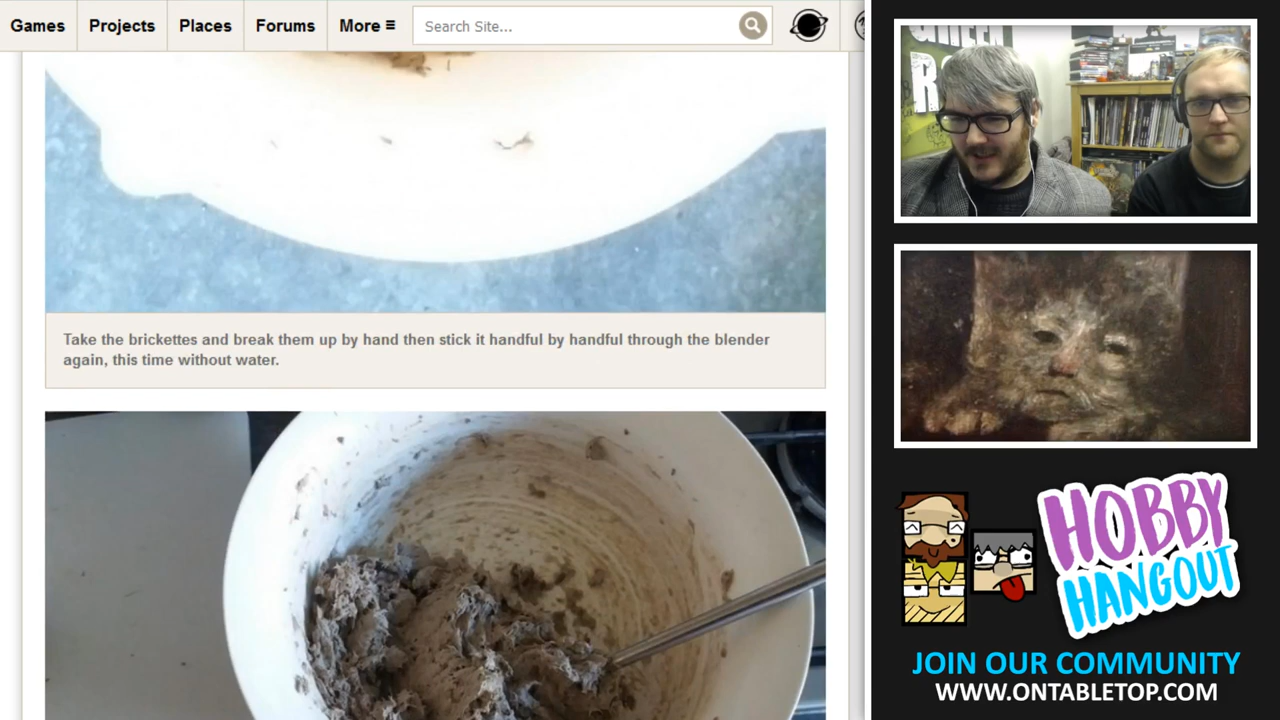 Games
Projects
Places
Forums
More ≡
Search Site...
Take the brickettes and break them up by hand then stick it handful by handful through the blender
again, this time without water.
HOBBY
HANGOUT
JOIN OUR COMMUNITY
WWW.ONTABLETOP.COM